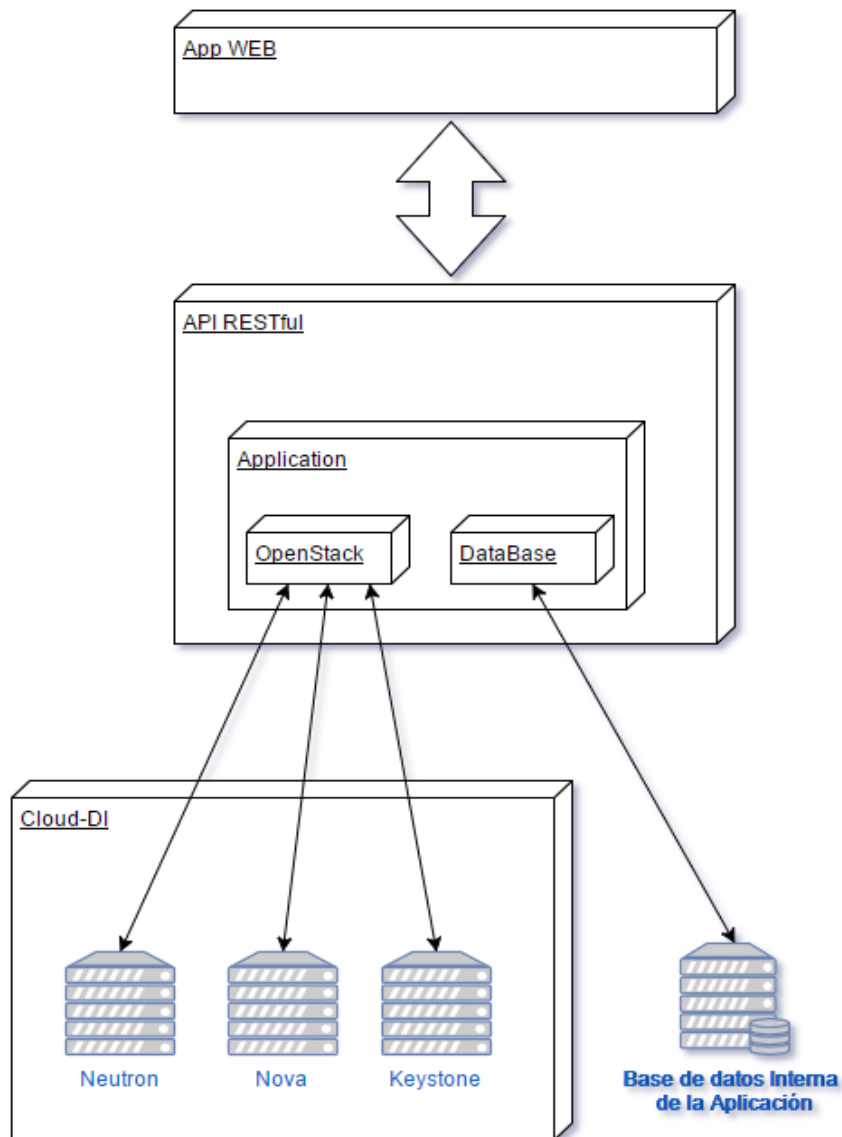 App WEB
API RESTful
Application
OpenStack
DataBase
Cloud-DI
Neutron
Nova
Keystone
Base de datos Interna
de la Aplicación